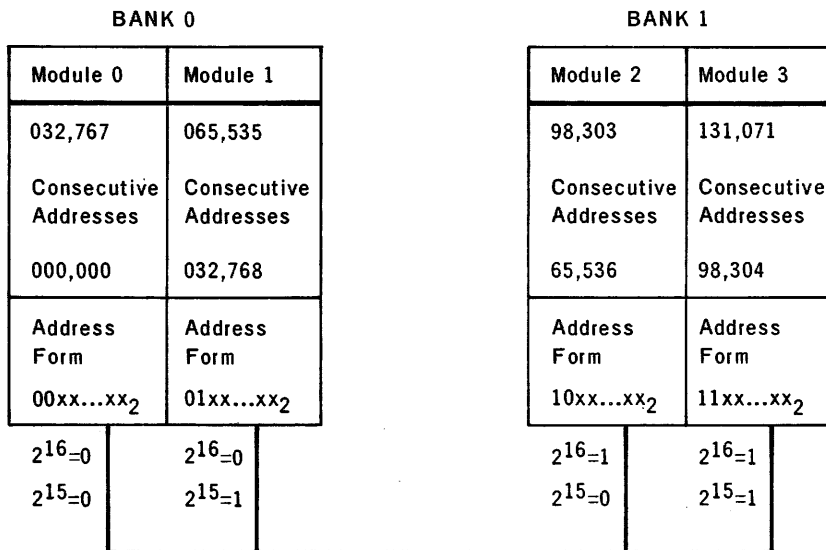 BANK 0
Module 0 Module 1
032,767 065,535
Consecutive Consecutive
Addresses Addresses
000,000 032,768
Address Address
Form Form
00xx...xx2 01xx...xx2
2^16=0 2^16=0
2^15=0 2^15=1
BANK 1
Module 2 Module 3
98,303 131,071
Consecutive Consecutive
Addresses Addresses
65,536 98,304
Address Address
Form Form
10xx...xx2 11xx...xx2
2^16=1 2^16=1
2^15=0 2^15=1